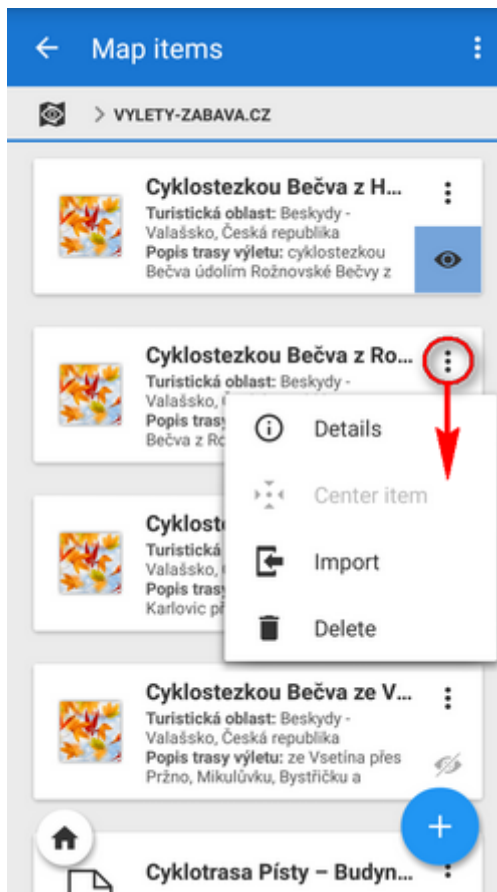 Map items
> VYLETY-ZABAVA.CZ
Cyklostezkou Bečva z H...
Turistická oblast: Beskydy -
Valašsko, Česká republika
Popis trasy výletu: cyklostezkou
Bečva údolím Rožnovské Bečvy z
Cyklostezkou Bečva z Ro...
Turistická oblast: Beskydy -
Valašsko,
Popis tras
Bečva z Ro
Details
Center item
Import
Delete
Cyklost
Turistická
Valašsko,
Popis tras
Karlovic př
Cyklostezkou Bečva ze V...
Turistická oblast: Beskydy -
Valašsko, Česká republika
Popis trasy výletu: ze Vsetína přes
Pržno, Mikulůvku, Bystřičku a
Cyklotrasa Písty – Budyn...